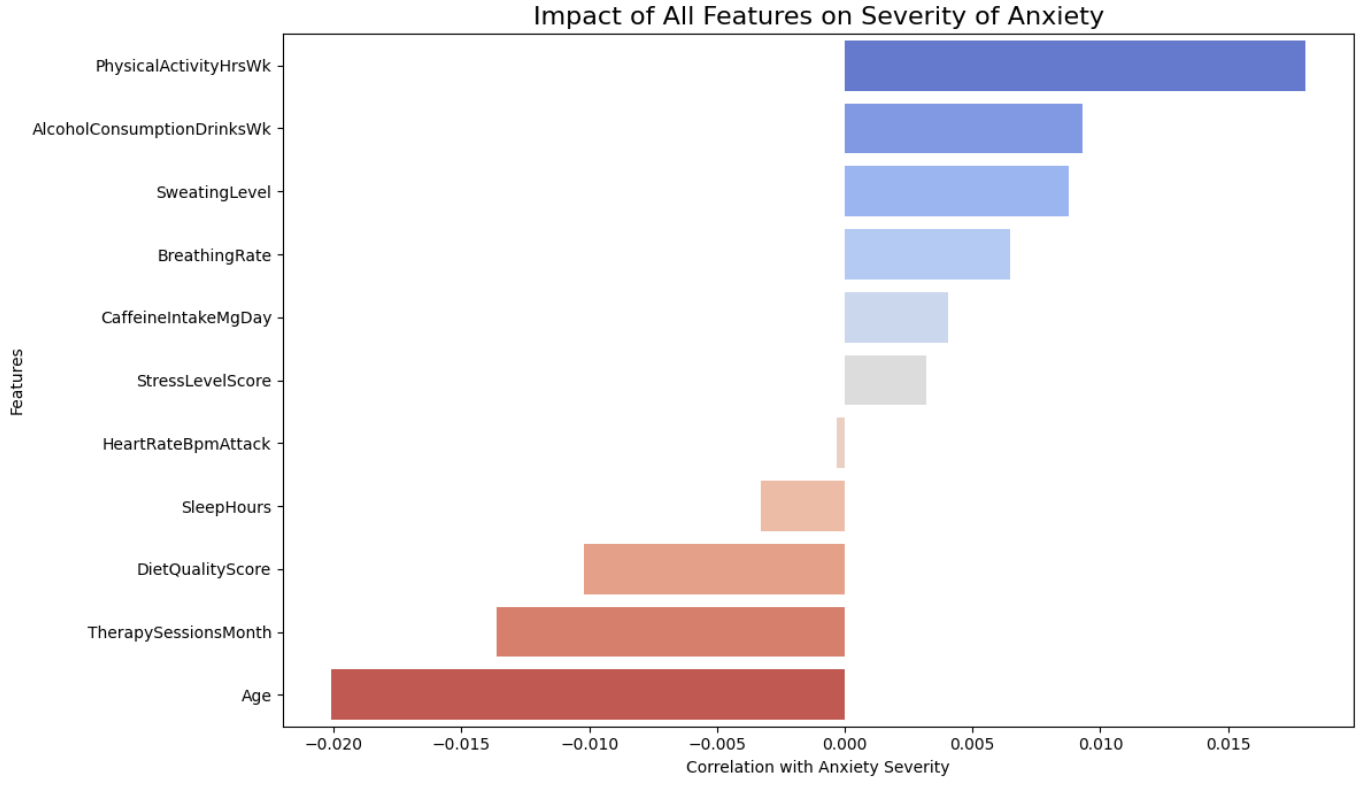 Impact of All Features on Severity of Anxiety
PhysicalActivityHrsWk
AlcoholConsumptionDrinksWk
SweatingLevel
BreathingRate
CaffeineIntakeMgDay
StressLevelScore
HeartRateBpmAttack
SleepHours
DietQualityScore
TherapySessionsMonth
Age
Features
−0.020 −0.015 −0.010 −0.005 0.000 0.005 0.010 0.015
Correlation with Anxiety Severity